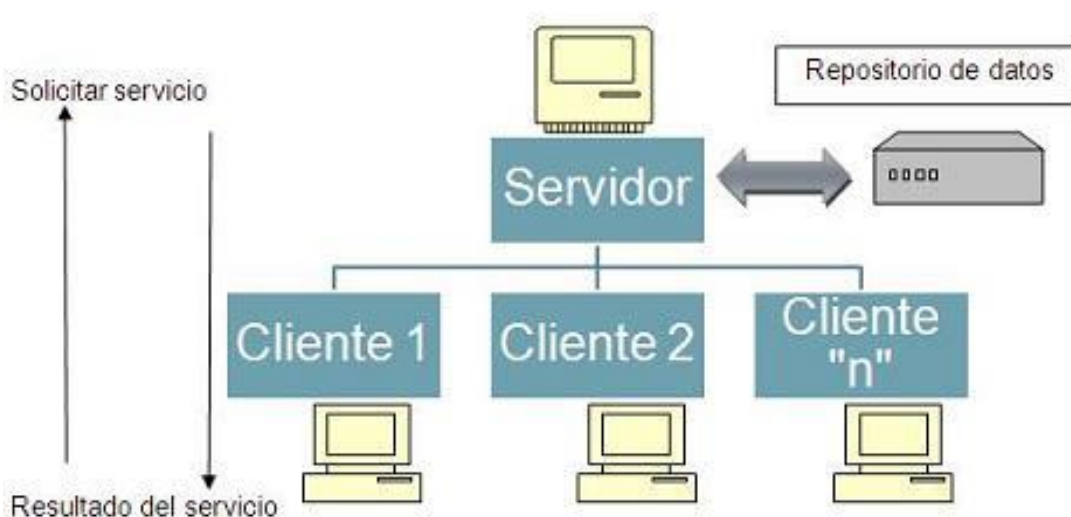 Solicitar servicio
Repositorio de datos
Servidor
Cliente 1
Cliente 2
Cliente
"n"
Resultado del servicio